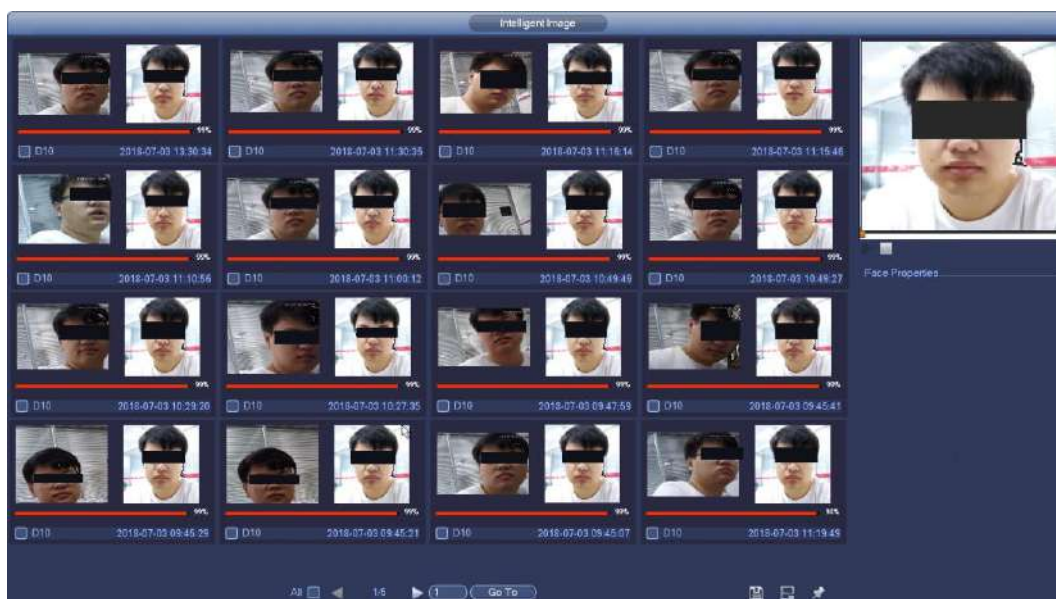 Intelligent Image
99% 99% 99% 99%
D10 2018-07-03 13:30:34 D10 2018-07-03 11:30:35 D10 2018-07-03 11:16:14 D10 2018-07-03 11:15:46
99% 99% 99% 99%
D10 2018-07-03 11:10:56 D10 2018-07-03 11:00:12 D10 2018-07-03 10:49:49 D10 2018-07-03 10:49:27
Face Properties
99% 99% 99% 99%
D10 2018-07-03 10:29:20 D10 2018-07-03 10:27:35 D10 2018-07-03 09:47:59 D10 2018-07-03 09:45:41
99% 99% 99%
D10 2018-07-03 09:45:29 D10 2018-07-03 09:45:21 D10 2018-07-03 09:45:07 D10 2018-07-03 11:19:49
All 1/5 1 Go To